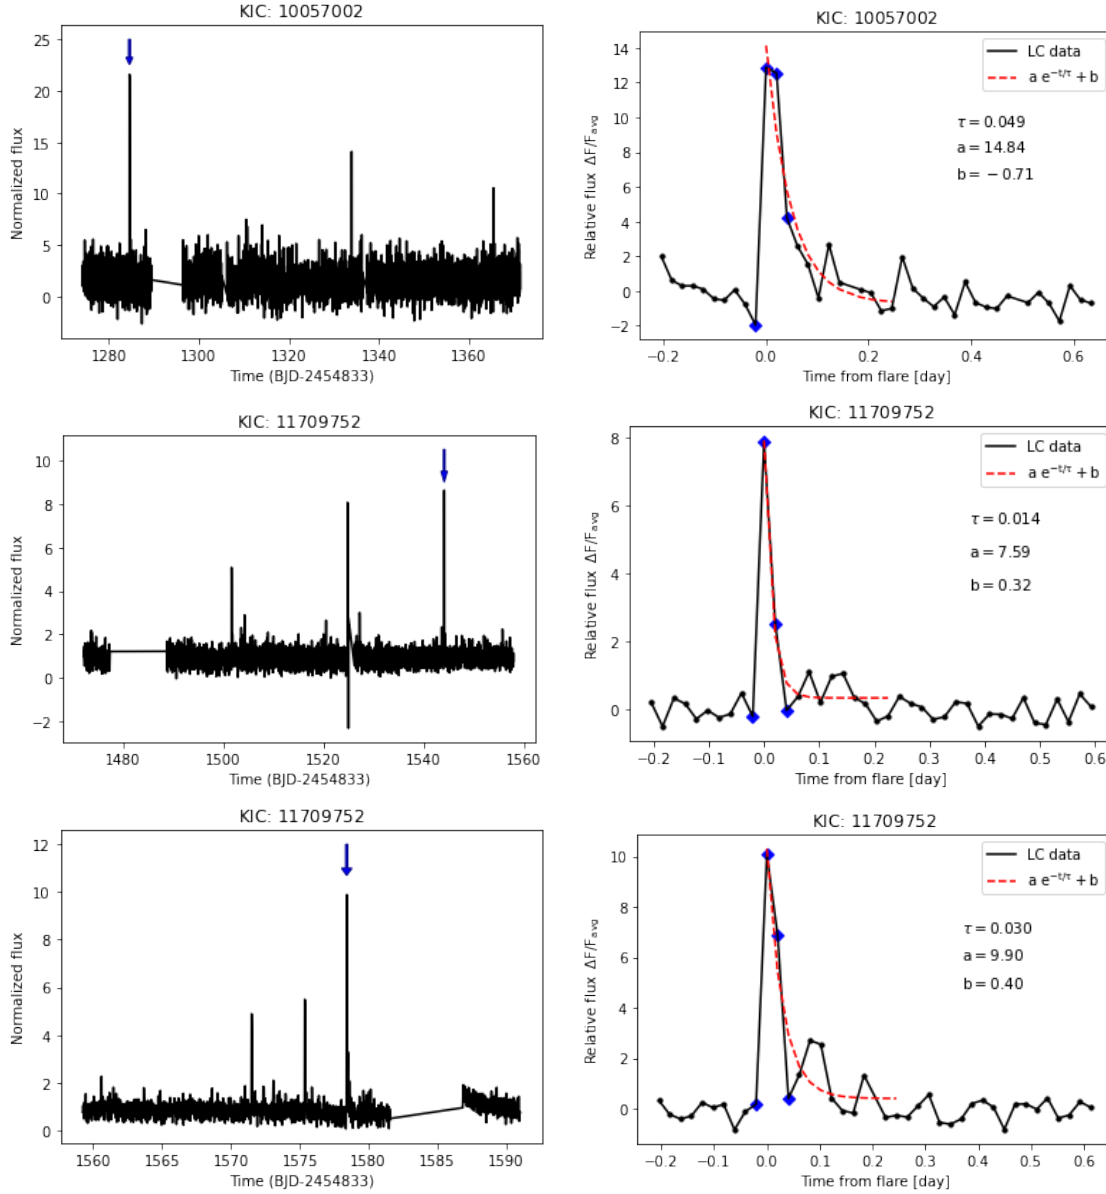 KIC: 10057002
25
20
15
10
5
0
Normalized flux
1280
1300
1320
1340
1360
Time (BJD-2454833)
KIC: 10057002
14
12
10
8
6
4
2
0
−2
Relative flux ΔF/F_avg
LC data
a e^{−t/τ} + b
τ = 0.049
a = 14.84
b = − 0.71
−0.2
0.0
0.2
0.4
0.6
Time from flare [day]
KIC: 11709752
10
8
6
4
2
0
−2
Normalized flux
1480
1500
1520
1540
1560
Time (BJD-2454833)
KIC: 11709752
8
6
4
2
0
Relative flux ΔF/F_avg
LC data
a e^{−t/τ} + b
τ = 0.014
a = 7.59
b = 0.32
−0.2
−0.1
0.0
0.1
0.2
0.3
0.4
0.5
0.6
Time from flare [day]
KIC: 11709752
12
10
8
6
4
2
0
Normalized flux
1560
1565
1570
1575
1580
1585
1590
Time (BJD-2454833)
KIC: 11709752
10
8
6
4
2
0
Relative flux ΔF/F_avg
LC data
a e^{−t/τ} + b
τ = 0.030
a = 9.90
b = 0.40
−0.2
−0.1
0.0
0.1
0.2
0.3
0.4
0.5
0.6
Time from flare [day]